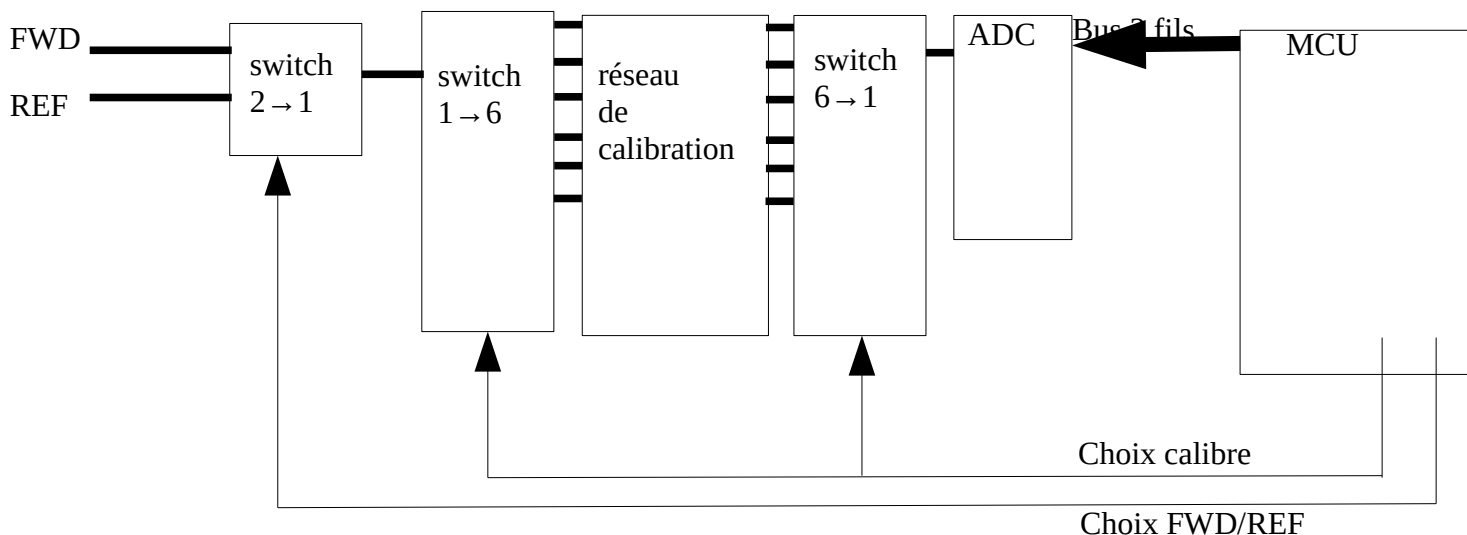 FWD
REF
switch
2→1
switch
1→6
réseau
de
calibration
switch
6→1
ADC
Bus fils
MCU
Choix calibre
Choix FWD/REF